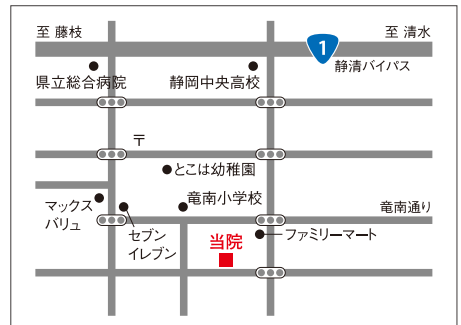 至 藤枝
至 清水
1
静清バイパス
県立総合病院
静岡中央高校
〒
とこは幼稚園
マックス
バリュ
竜南小学校
竜南通り
セブン
イレブン
当院
ファミリーマート